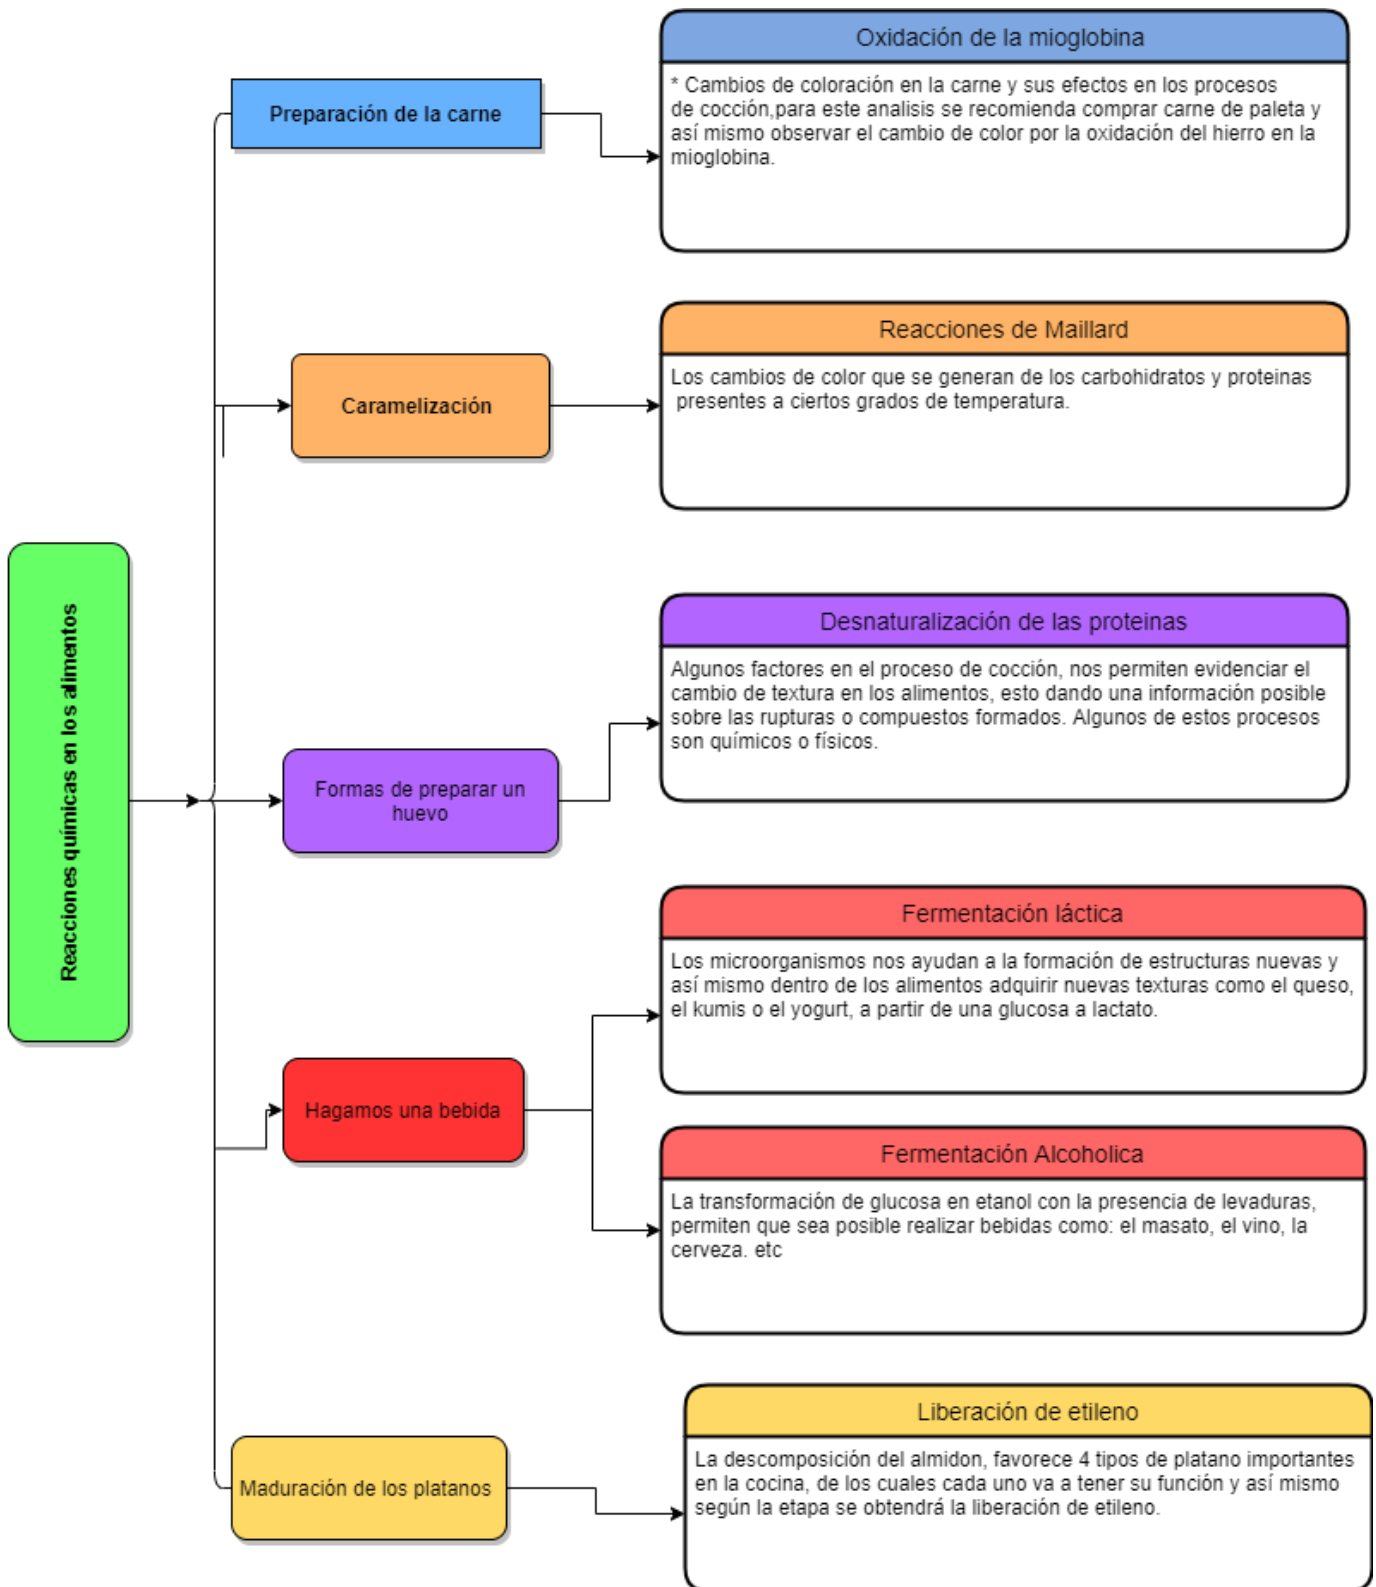 Reacciones químicas en los alimentos
Preparación de la carne
Oxidación de la mioglobina
* Cambios de coloración en la carne y sus efectos en los procesos
de cocción,para este analisis se recomienda comprar carne de paleta y
así mismo observar el cambio de color por la oxidación del hierro en la
mioglobina.
Caramelización
Reacciones de Maillard
Los cambios de color que se generan de los carbohidratos y proteinas
presentes a ciertos grados de temperatura.
Formas de preparar un
huevo
Desnaturalización de las proteinas
Algunos factores en el proceso de cocción, nos permiten evidenciar el
cambio de textura en los alimentos, esto dando una información posible
sobre las rupturas o compuestos formados. Algunos de estos procesos
son químicos o físicos.
Hagamos una bebida
Fermentación láctica
Los microorganismos nos ayudan a la formación de estructuras nuevas y
así mismo dentro de los alimentos adquirir nuevas texturas como el queso,
el kumis o el yogurt, a partir de una glucosa a lactato.
Fermentación Alcoholica
La transformación de glucosa en etanol con la presencia de levaduras,
permiten que sea posible realizar bebidas como: el masato, el vino, la
cerveza. etc
Maduración de los platanos
Liberación de etileno
La descomposición del almidon, favorece 4 tipos de platano importantes
en la cocina, de los cuales cada uno va a tener su función y así mismo
según la etapa se obtendrá la liberación de etileno.